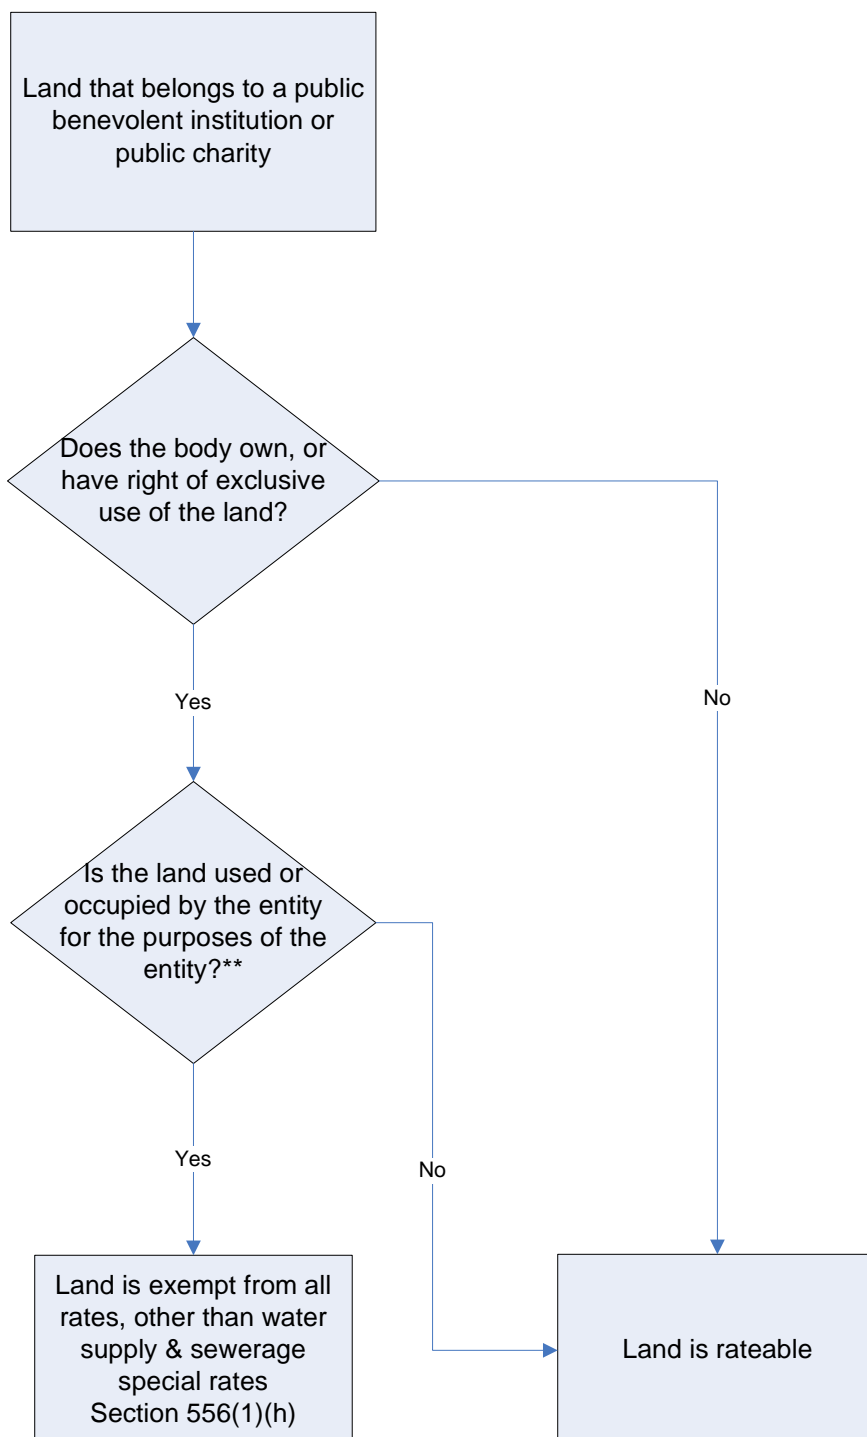 Land that belongs to a public
benevolent institution or
public charity
Does the body own, or
have right of exclusive
use of the land?
Yes
No
Is the land used or
occupied by the entity
for the purposes of the
entity?**
Yes
No
Land is exempt from all
rates, other than water
supply & sewerage
special rates
Section 556(1)(h)
Land is rateable